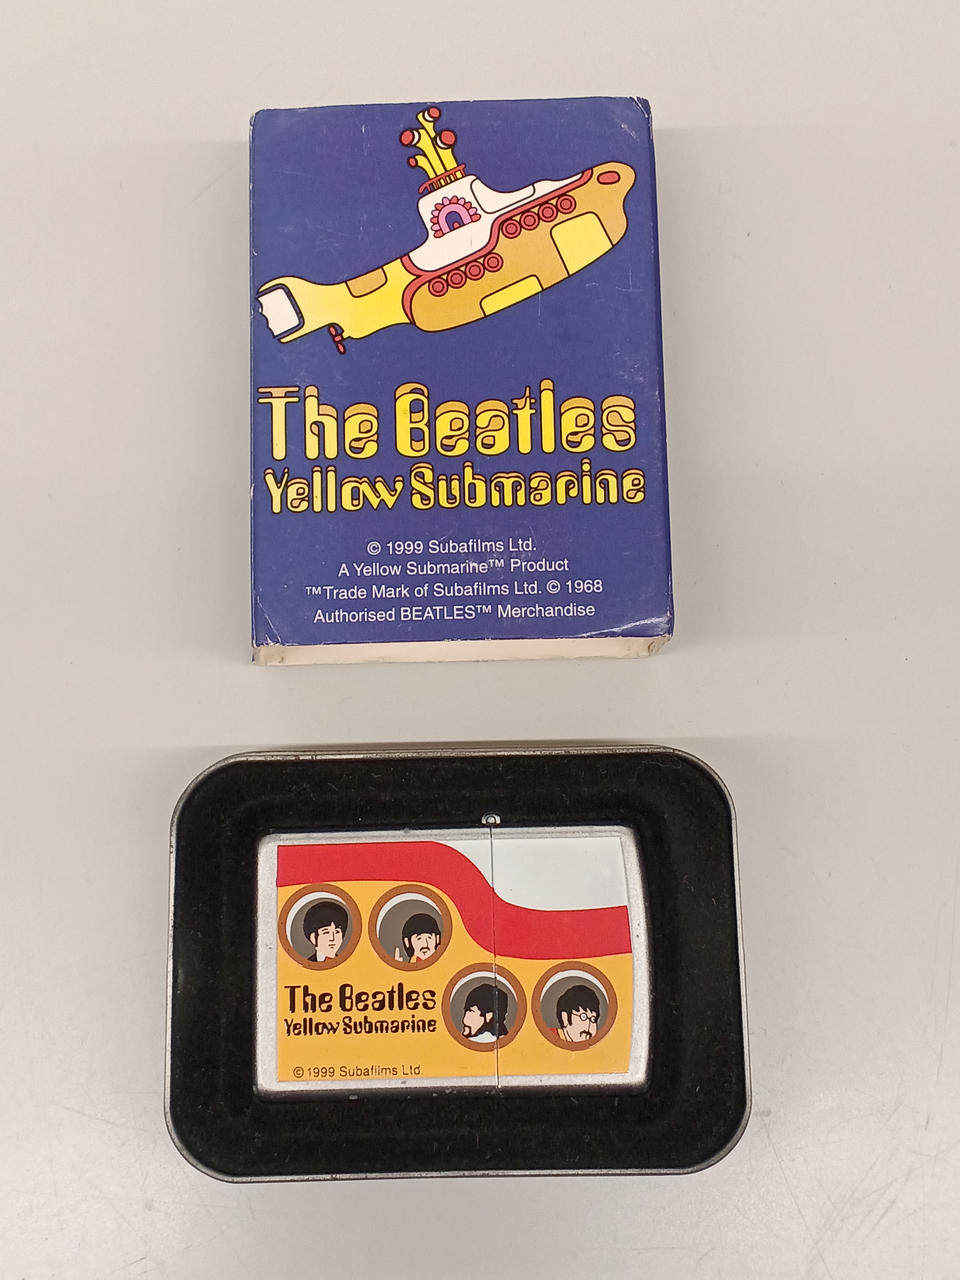 The Beatles
Yellow Submarine
© 1999 Subafilms Ltd.
A Yellow Submarine™ Product
™Trade Mark of Subafilms Ltd. © 1968
Authorised BEATLES™ Merchandise
The Beatles
Yellow Submarine
© 1999 Subafilms Ltd.